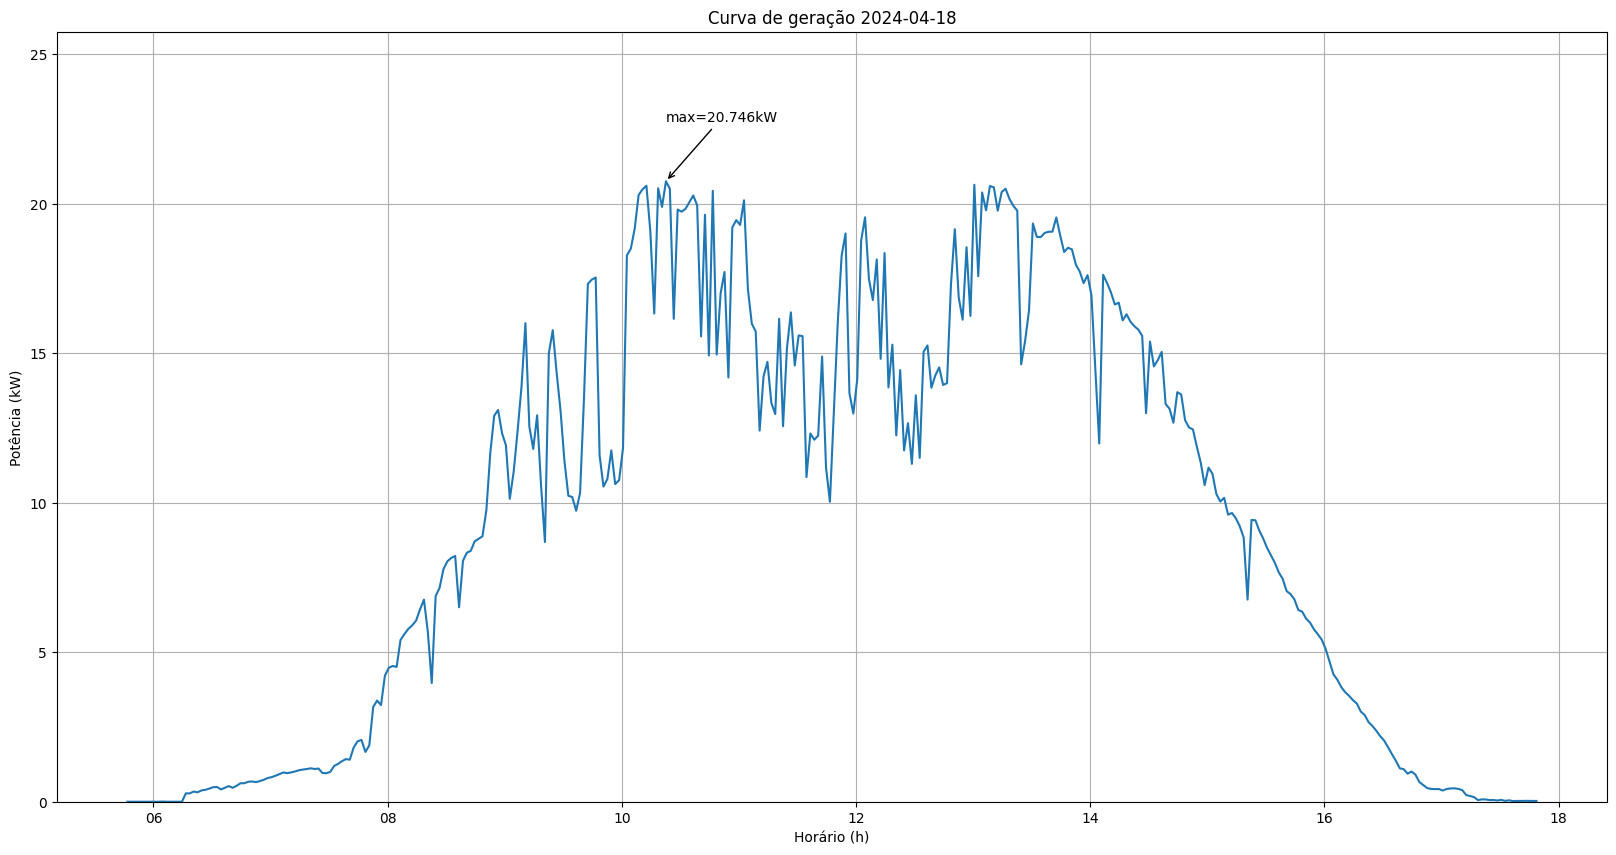 Curva de geração 2024-04-18
25
max=20.746kW
20
15
Potência (kW)
10
5
0
06 08 10 12 14 16 18
Horário (h)